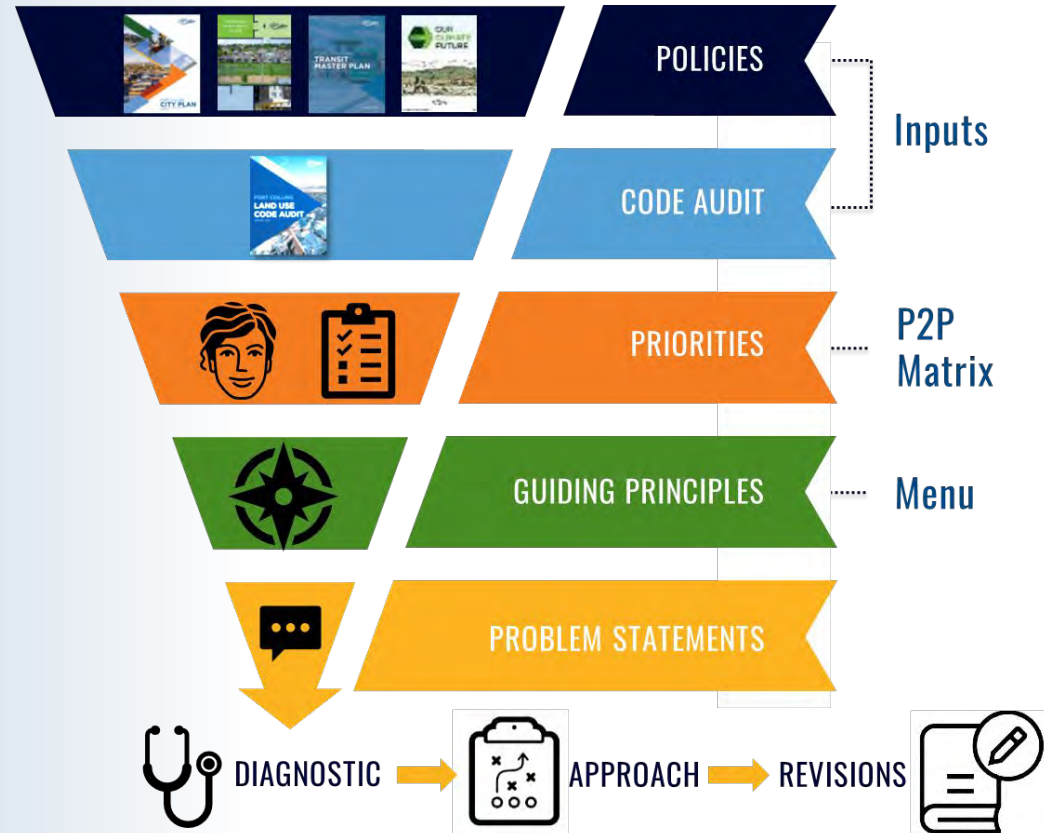 CITY PLAN
TRANSIT
MASTER PLAN
OUR
CLIMATE
FUTURE
POLICIES
Inputs
FORT COLLINS
LAND USE
CODE AUDIT
CODE AUDIT
PRIORITIES
P2P
Matrix
GUIDING PRINCIPLES
Menu
PROBLEM STATEMENTS
DIAGNOSTIC
APPROACH
REVISIONS